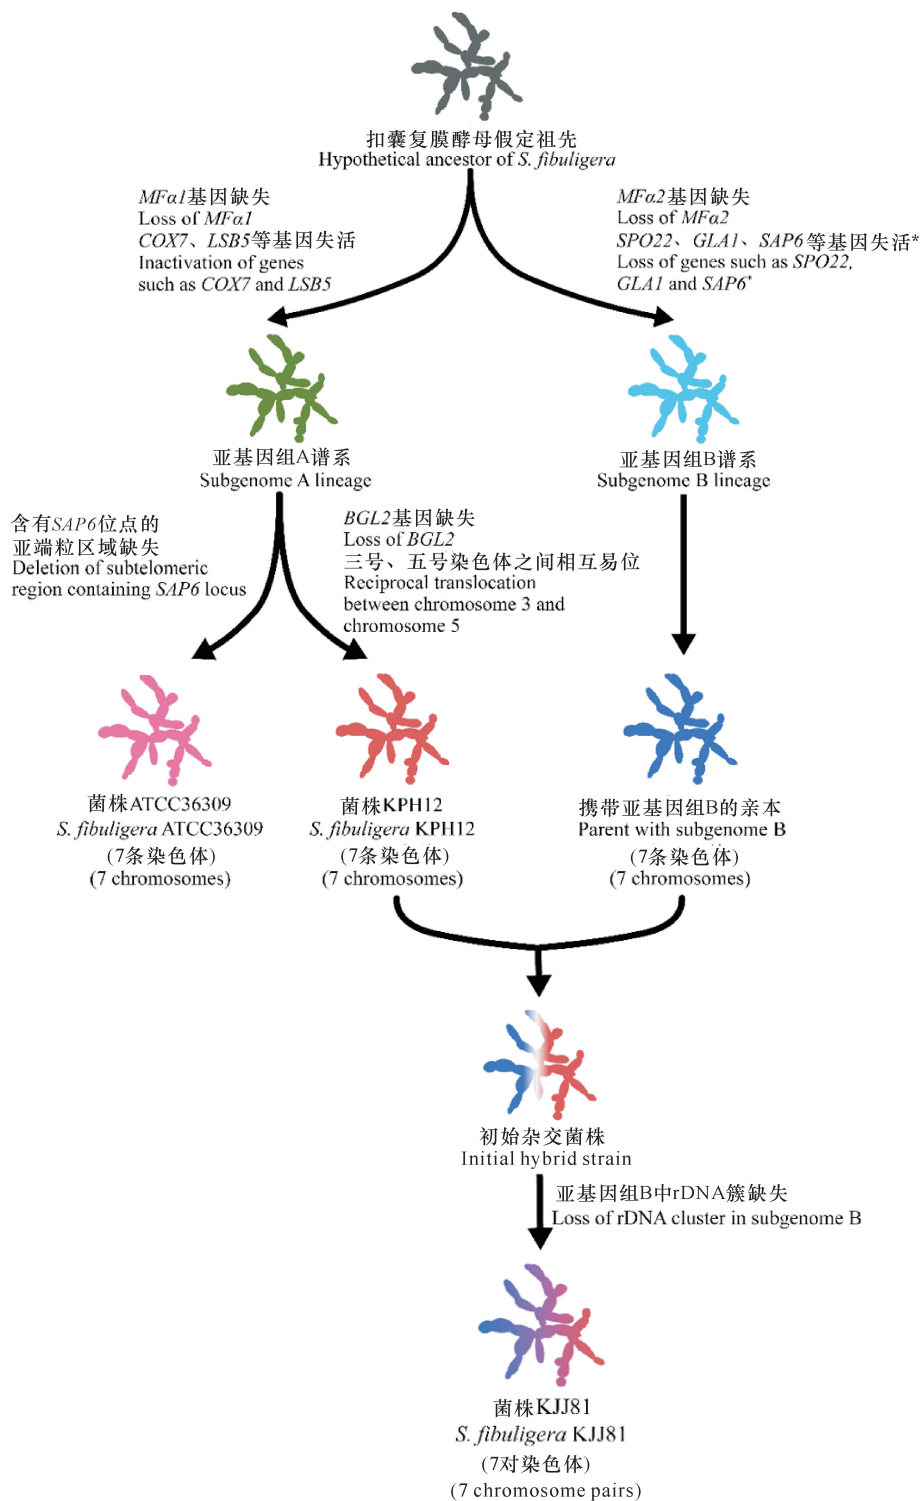 扣囊复膜酵母假定祖先
Hypothetical ancestor of S. fibuligera
MFα1基因缺失
Loss of MFα1
COX7、LSB5等基因失活
Inactivation of genes
such as COX7 and LSB5
MFα2基因缺失
Loss of MFα2
SPO22、GLA1、SAP6等基因失活*
Loss of genes such as SPO22,
GLA1 and SAP6*
亚基因组A谱系
Subgenome A lineage
亚基因组B谱系
Subgenome B lineage
含有SAP6位点的
亚端粒区域缺失
Deletion of subtelomeric
region containing SAP6 locus
BGL2基因缺失
Loss of BGL2
三号、五号染色体之间相互易位
Reciprocal translocation
between chromosome 3 and
chromosome 5
菌株ATCC36309
S. fibuligera ATCC36309
(7条染色体)
(7 chromosomes)
菌株KPH12
S. fibuligera KPH12
(7条染色体)
(7 chromosomes)
携带亚基因组B的亲本
Parent with subgenome B
(7条染色体)
(7 chromosomes)
初始杂交菌株
Initial hybrid strain
亚基因组B中rDNA簇缺失
Loss of rDNA cluster in subgenome B
菌株KJJ81
S. fibuligera KJJ81
(7对染色体)
(7 chromosome pairs)